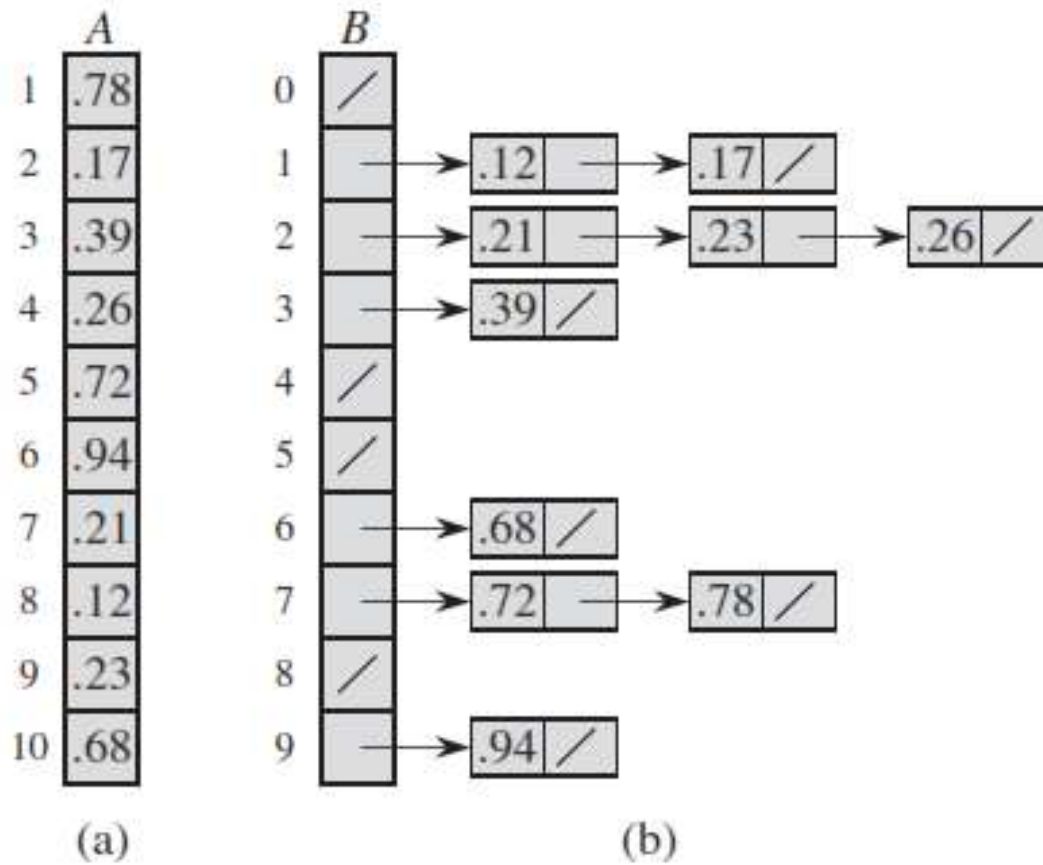 A B
1 .78 0 /
2 .17 1 .12 .17 /
3 .39 2 .21 .23 .26 /
4 .26 3 .39 /
5 .72 4 /
6 .94 5 /
7 .21 6 .68 /
8 .12 7 .72 .78 /
9 .23 8 /
10 .68 9 .94 /
(a) (b)